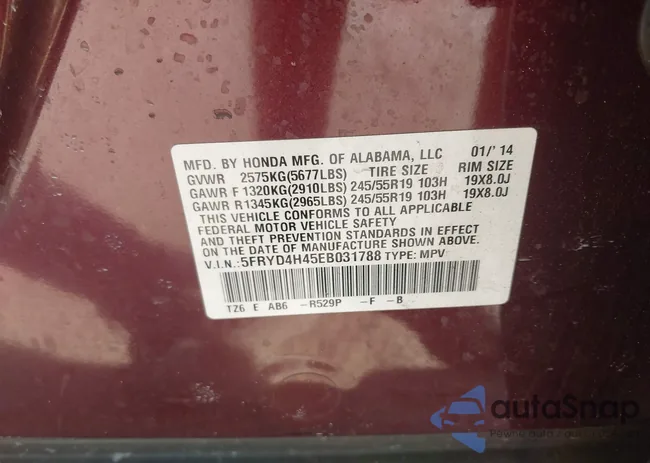 MFD. BY HONDA MFG. OF ALABAMA, LLC 01/'14
GVWR 2575KG(5677LBS) TIRE SIZE RIM SIZE
GAWR F 1320KG(2910LBS) 245/55R19 103H 19X8.0J
GAWR R 1345KG(2965LBS) 245/55R19 103H 19X8.0J
THIS VEHICLE CONFORMS TO ALL APPLICABLE
FEDERAL MOTOR VEHICLE SAFETY
AND THEFT PREVENTION STANDARDS IN EFFECT
ON THE DATE OF MANUFACTURE SHOWN ABOVE.
V.I.N.:5FRYD4H45EB031788 TYPE: MPV
TZ6 E AB6 -R529P -F -B
autoSnap
Pewne auto